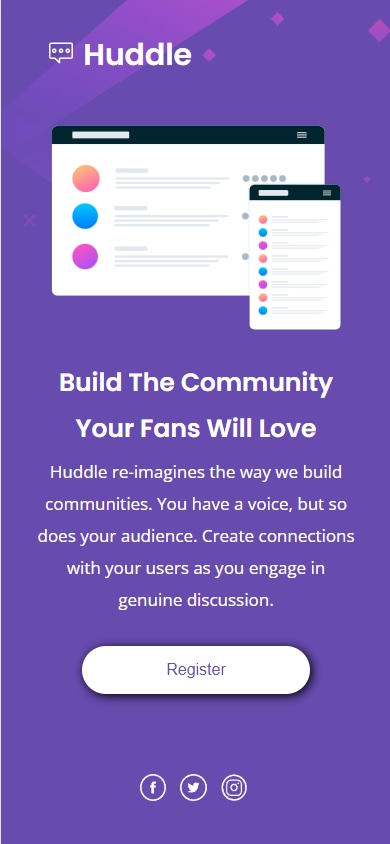 Huddle
Build The Community
Your Fans Will Love
Huddle re-imagines the way we build
communities. You have a voice, but so
does your audience. Create connections
with your users as you engage in
genuine discussion.
Register